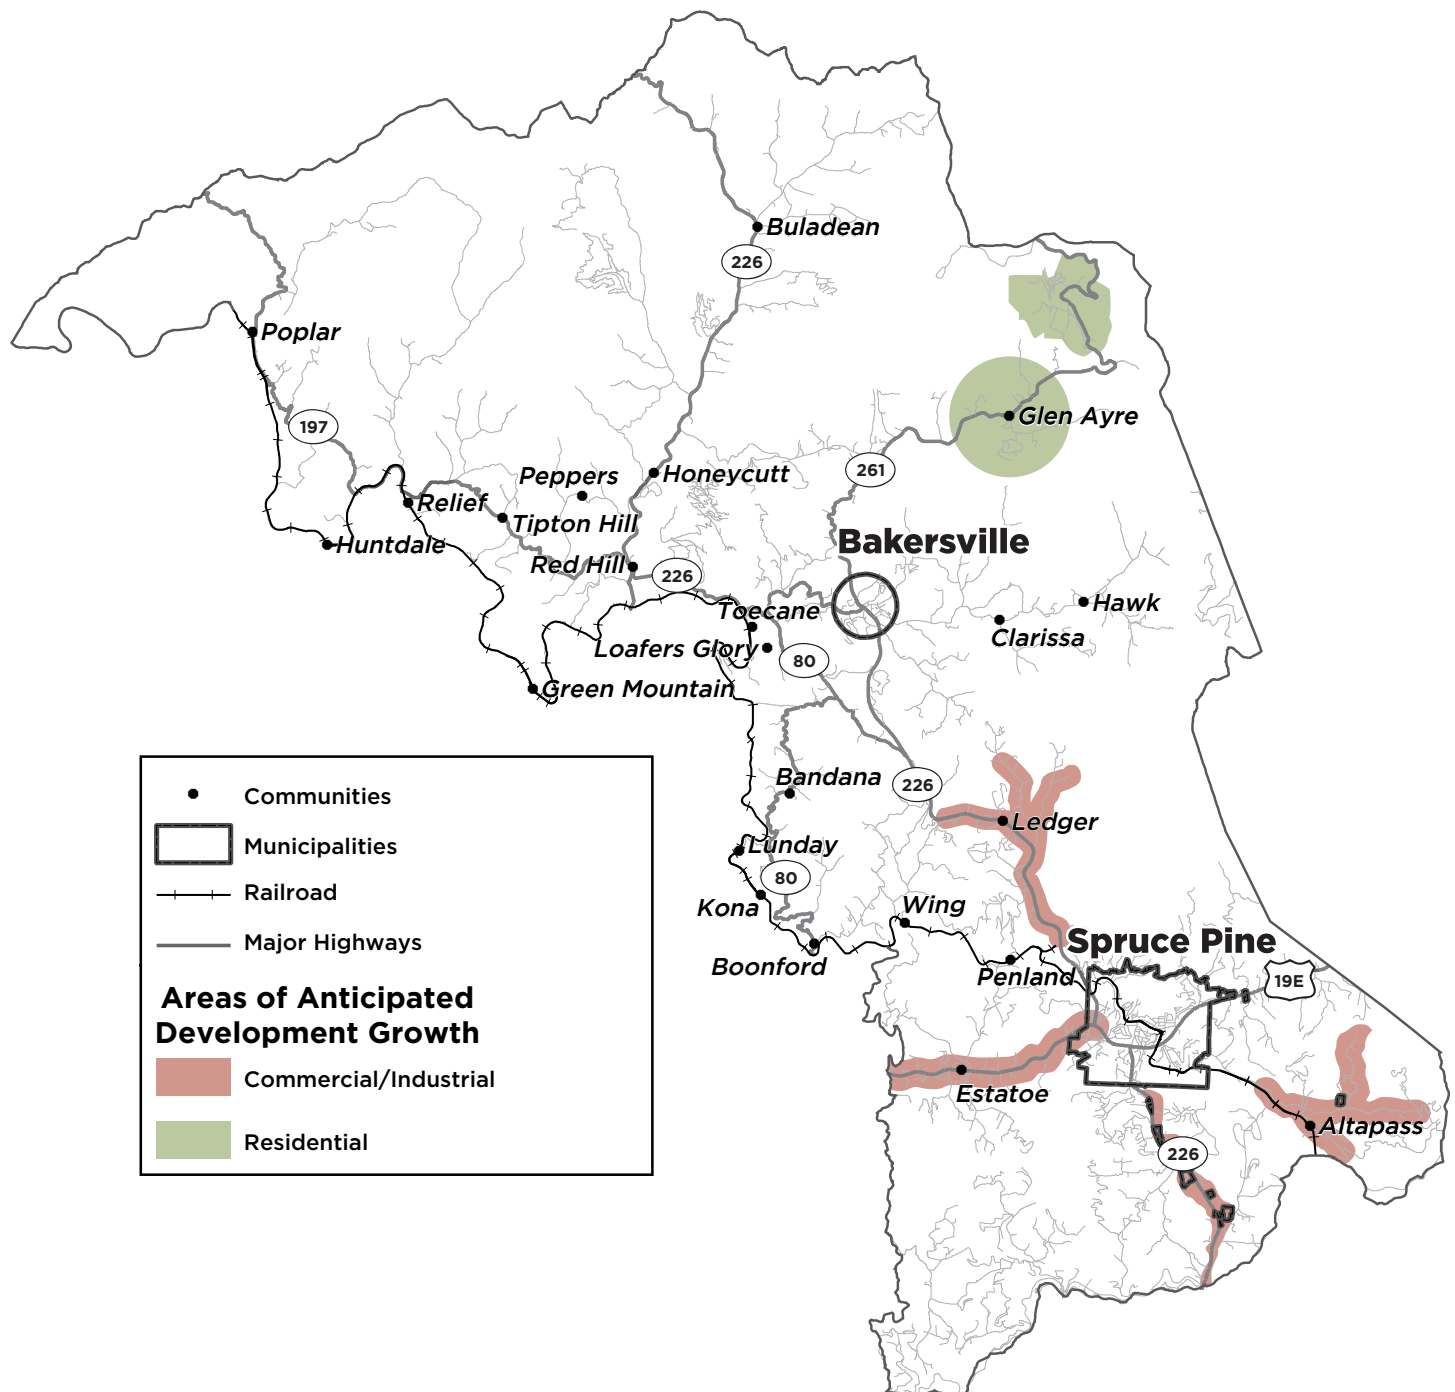 Buladean
226
Poplar
Glen Ayre
197
261
Honeycutt
Peppers
Relief
Tipton Hill
Bakersville
Huntdale
Red Hill
226
Hawk
Toecane
Clarissa
Loafers Glory
80
Green Mountain
Bandana
226
Ledger
Lunday
80
Kona
Wing
Spruce Pine
Boonford
Penland
19E
Estatoe
Altapass
226
Communities
Municipalities
Railroad
Major Highways
Areas of Anticipated
Development Growth
Commercial/Industrial
Residential